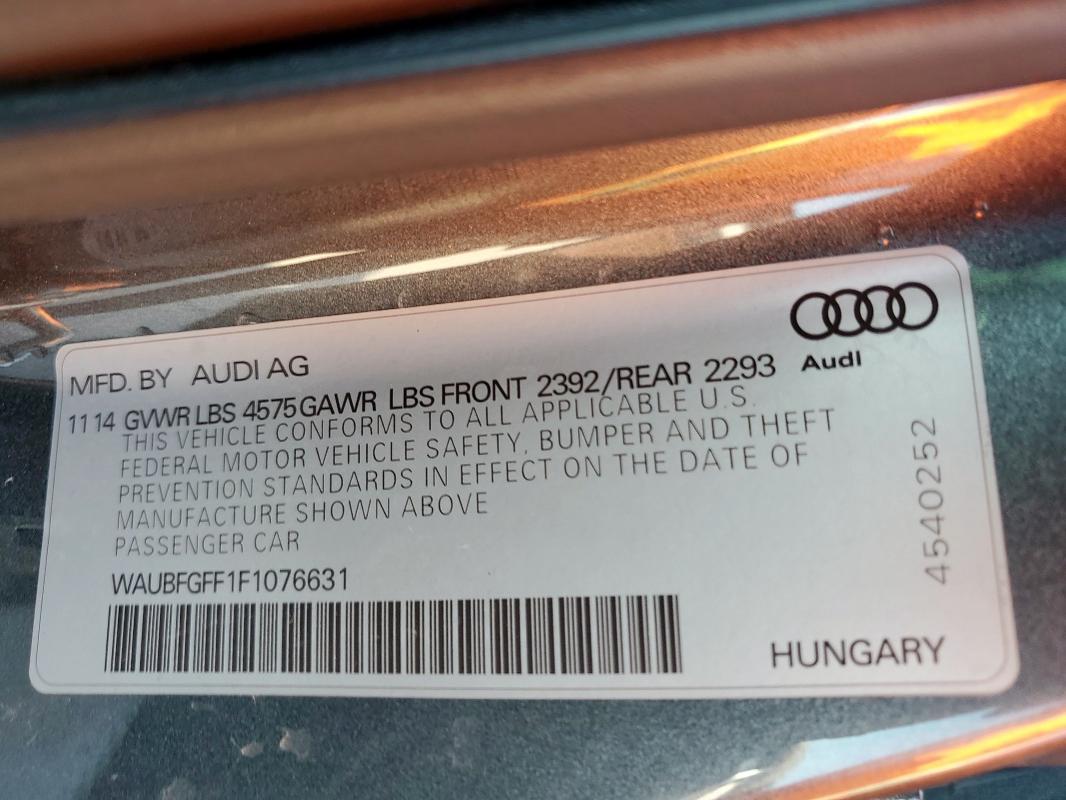 Audi
MFD. BY AUDI AG
11 14 GVWR LBS 4575 GAWR LBS FRONT 2392/REAR 2293
THIS VEHICLE CONFORMS TO ALL APPLICABLE U.S.
FEDERAL MOTOR VEHICLE SAFETY, BUMPER AND THEFT
PREVENTION STANDARDS IN EFFECT ON THE DATE OF
MANUFACTURE SHOWN ABOVE
PASSENGER CAR
WAUBFGFF1F1076631
HUNGARY
4540252